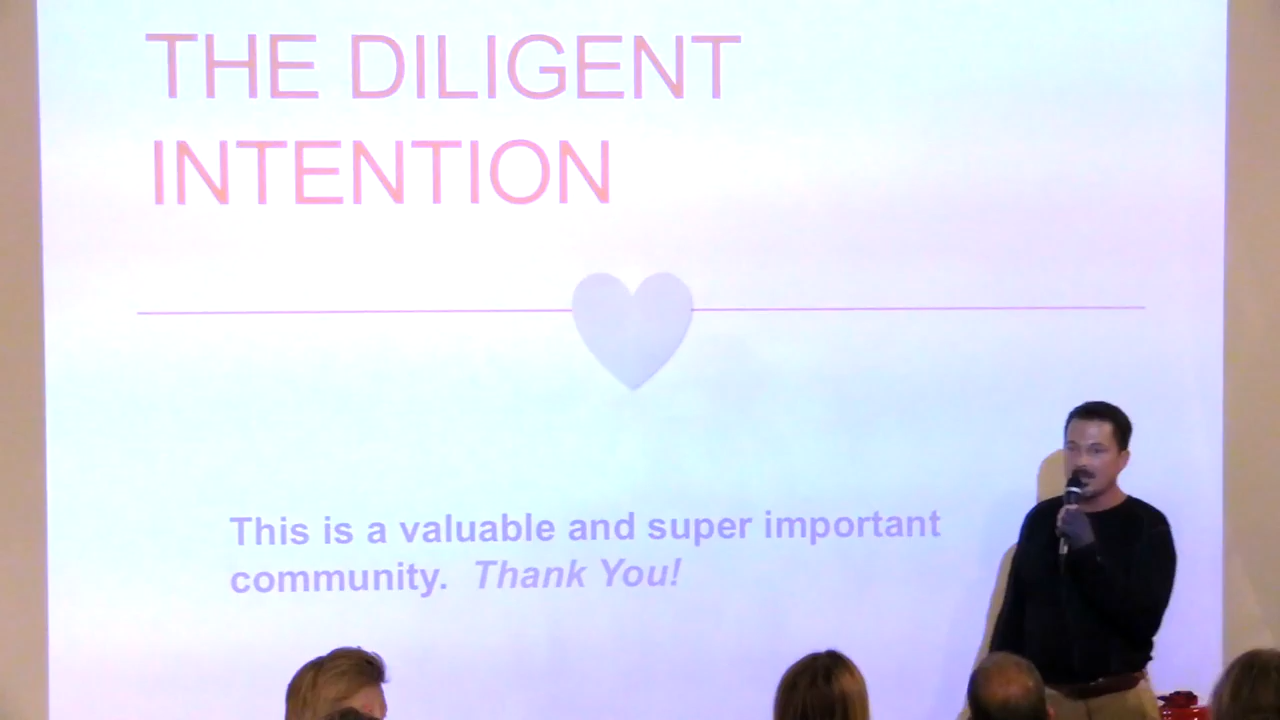 THE DILIGENT
INTENTION
This is a valuable and super important
community. Thank You!